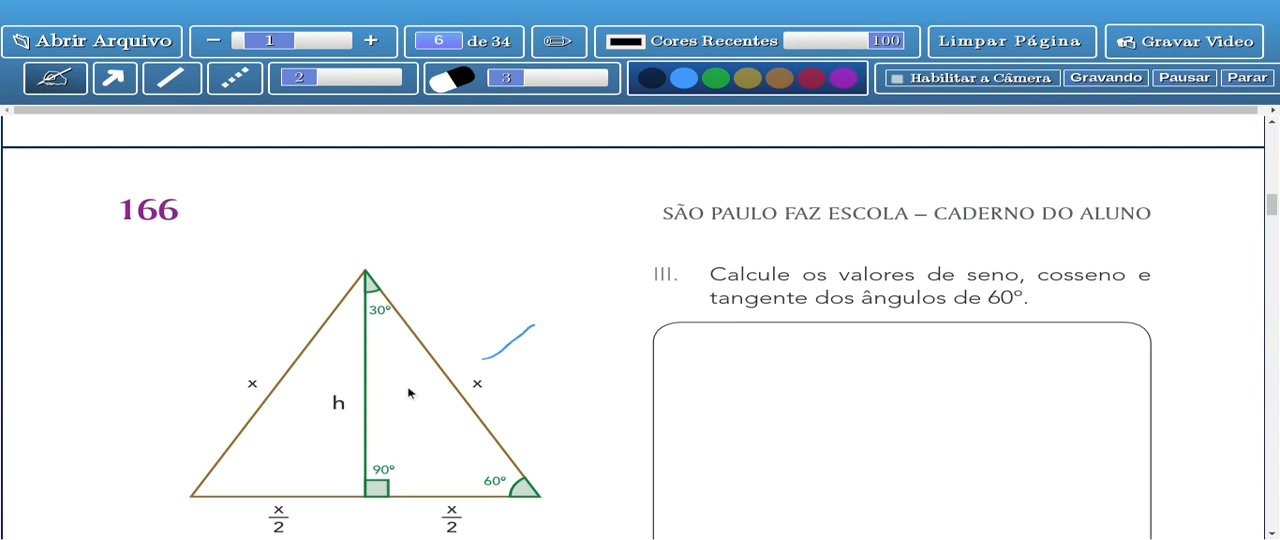 Abrir Arquivo − 1 + 6 de 34 Cores Recentes 100 Limpar Página Gravar Video
2 3 Habilitar a Câmera Gravando Pausar Parar
166
SÃO PAULO FAZ ESCOLA – CADERNO DO ALUNO
30º
x
h
x
90º
60º
x
2
x
2
III. Calcule os valores de seno, cosseno e
tangente dos ângulos de 60º.